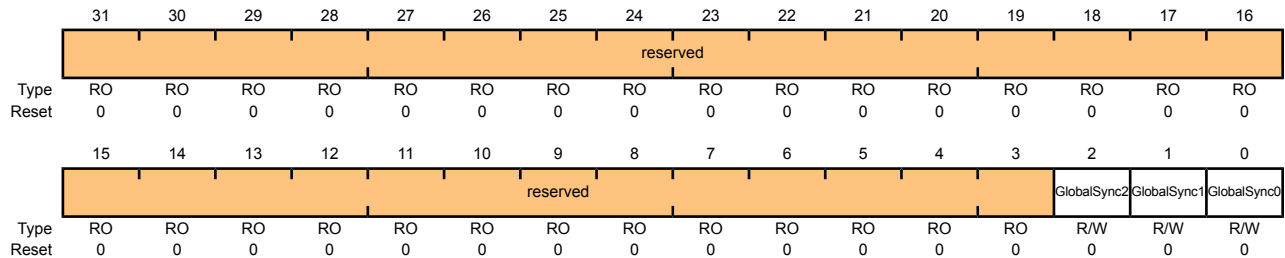 31 30 29 28 27 26 25 24 23 22 21 20 19 18 17 16
reserved
Type RO RO RO RO RO RO RO RO RO RO RO RO RO RO RO RO
Reset 0 0 0 0 0 0 0 0 0 0 0 0 0 0 0 0
15 14 13 12 11 10 9 8 7 6 5 4 3 2 1 0
reserved GlobalSync2 GlobalSync1 GlobalSync0
Type RO RO RO RO RO RO RO RO RO RO RO RO RO R/W R/W R/W
Reset 0 0 0 0 0 0 0 0 0 0 0 0 0 0 0 0